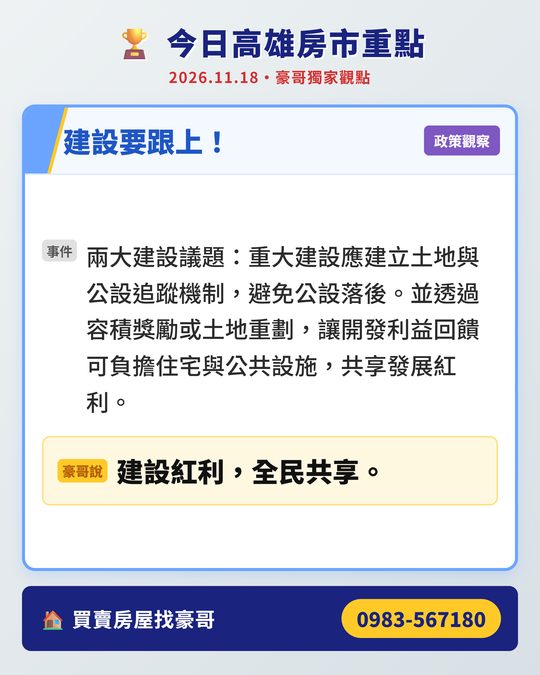 今日高雄房市重點
2026.11.18・豪哥獨家觀點
建設要跟上！
政策觀察
事件
兩大建設議題：重大建設應建立土地與
公設追蹤機制，避免公設落後。並透過
容積獎勵或土地重劃，讓開發利益回饋
可負擔住宅與公共設施，共享發展紅
利。
豪哥說
建設紅利，全民共享。
買賣房屋找豪哥
0983-567180